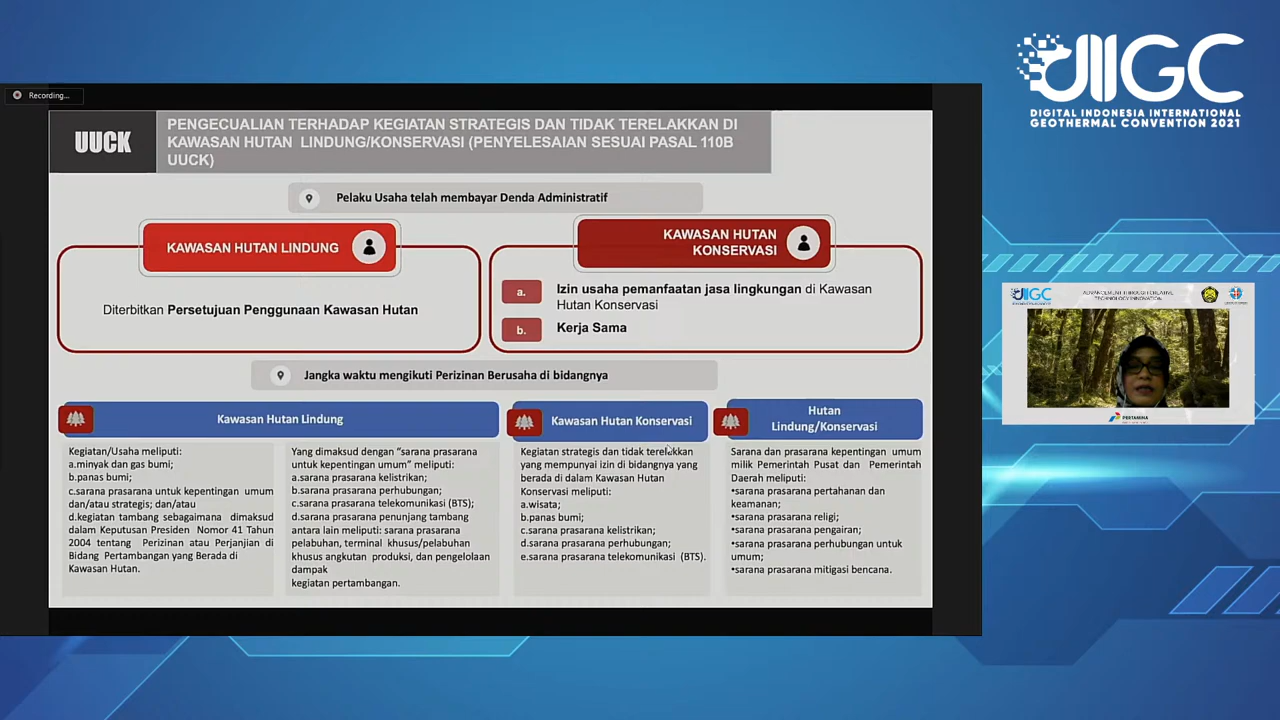 JIIGC
DIGITAL INDONESIA INTERNATIONAL
GEOTHERMAL CONVENTION 2021
Recording...
UUCK
PENGECUALIAN TERHADAP KEGIATAN STRATEGIS DAN TIDAK TERELAKKAN DI
KAWASAN HUTAN LINDUNG/KONSERVASI (PENYELESAIAN SESUAI PASAL 110B
UUCK)
Pelaku Usaha telah membayar Denda Administratif
KAWASAN HUTAN LINDUNG
Diterbitkan Persetujuan Penggunaan Kawasan Hutan
KAWASAN HUTAN
KONSERVASI
a. Izin usaha pemanfaatan jasa lingkungan di Kawasan
Hutan Konservasi
b. Kerja Sama
Jangka waktu mengikuti Perizinan Berusaha di bidangnya
Kawasan Hutan Lindung
Kegiatan/Usaha meliputi:
a.minyak dan gas bumi;
b.panas bumi;
c.sarana prasarana untuk kepentingan umum
dan/atau strategis; dan/atau
d.kegiatan tambang sebagaimana dimaksud
dalam Keputusan Presiden Nomor 41 Tahun
2004 tentang Perizinan atau Perjanjian di
Bidang Pertambangan yang Berada di
Kawasan Hutan.
Yang dimaksud dengan “sarana prasarana
untuk kepentingan umum” meliputi:
a.sarana prasarana kelistrikan;
b.sarana prasarana perhubungan;
c.sarana prasarana telekomunikasi (BTS);
d.sarana prasarana penunjang tambang
antara lain meliputi: sarana prasarana
pelabuhan, terminal khusus/pelabuhan
khusus angkutan produksi, dan pengelolaan
dampak
kegiatan pertambangan.
Kawasan Hutan Konservasi
Kegiatan strategis dan tidak terelakkan
yang mempunyai izin di bidangnya yang
berada di dalam Kawasan Hutan
Konservasi meliputi:
a.wisata;
b.panas bumi;
c.sarana prasarana kelistrikan;
d.sarana prasarana perhubungan;
e.sarana prasarana telekomunikasi (BTS).
Hutan
Lindung/Konservasi
Sarana dan prasarana kepentingan umum
milik Pemerintah Pusat dan Pemerintah
Daerah meliputi:
•sarana prasarana pertahanan dan
keamanan;
•sarana prasarana religi;
•sarana prasarana pengairan;
•sarana prasarana perhubungan untuk
umum;
•sarana prasarana mitigasi bencana.
JIIGC
ADVANCEMENT THROUGH CREATIVE
TECHNOLOGY INNOVATION
PERTAMINA